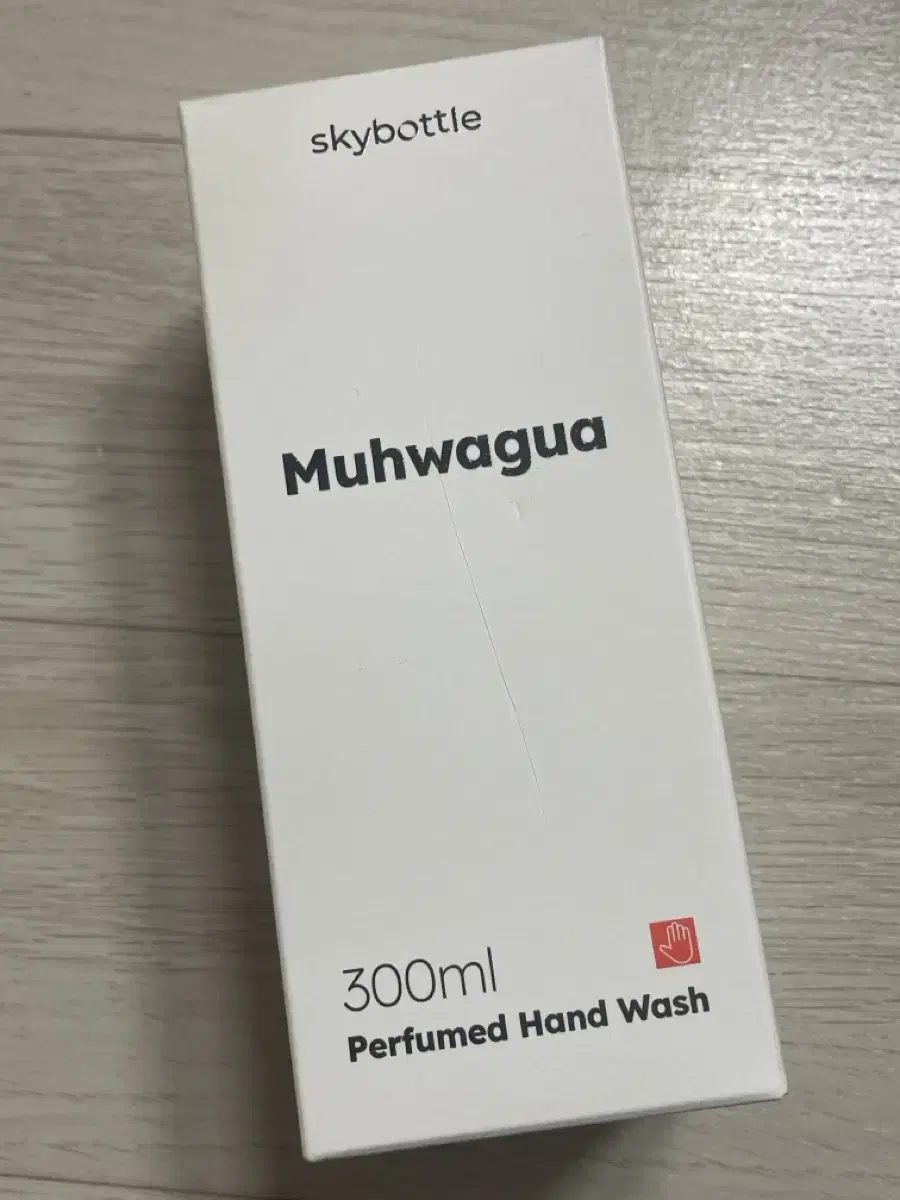 skybottle
Muhwagua
300ml
Perfumed Hand Wash